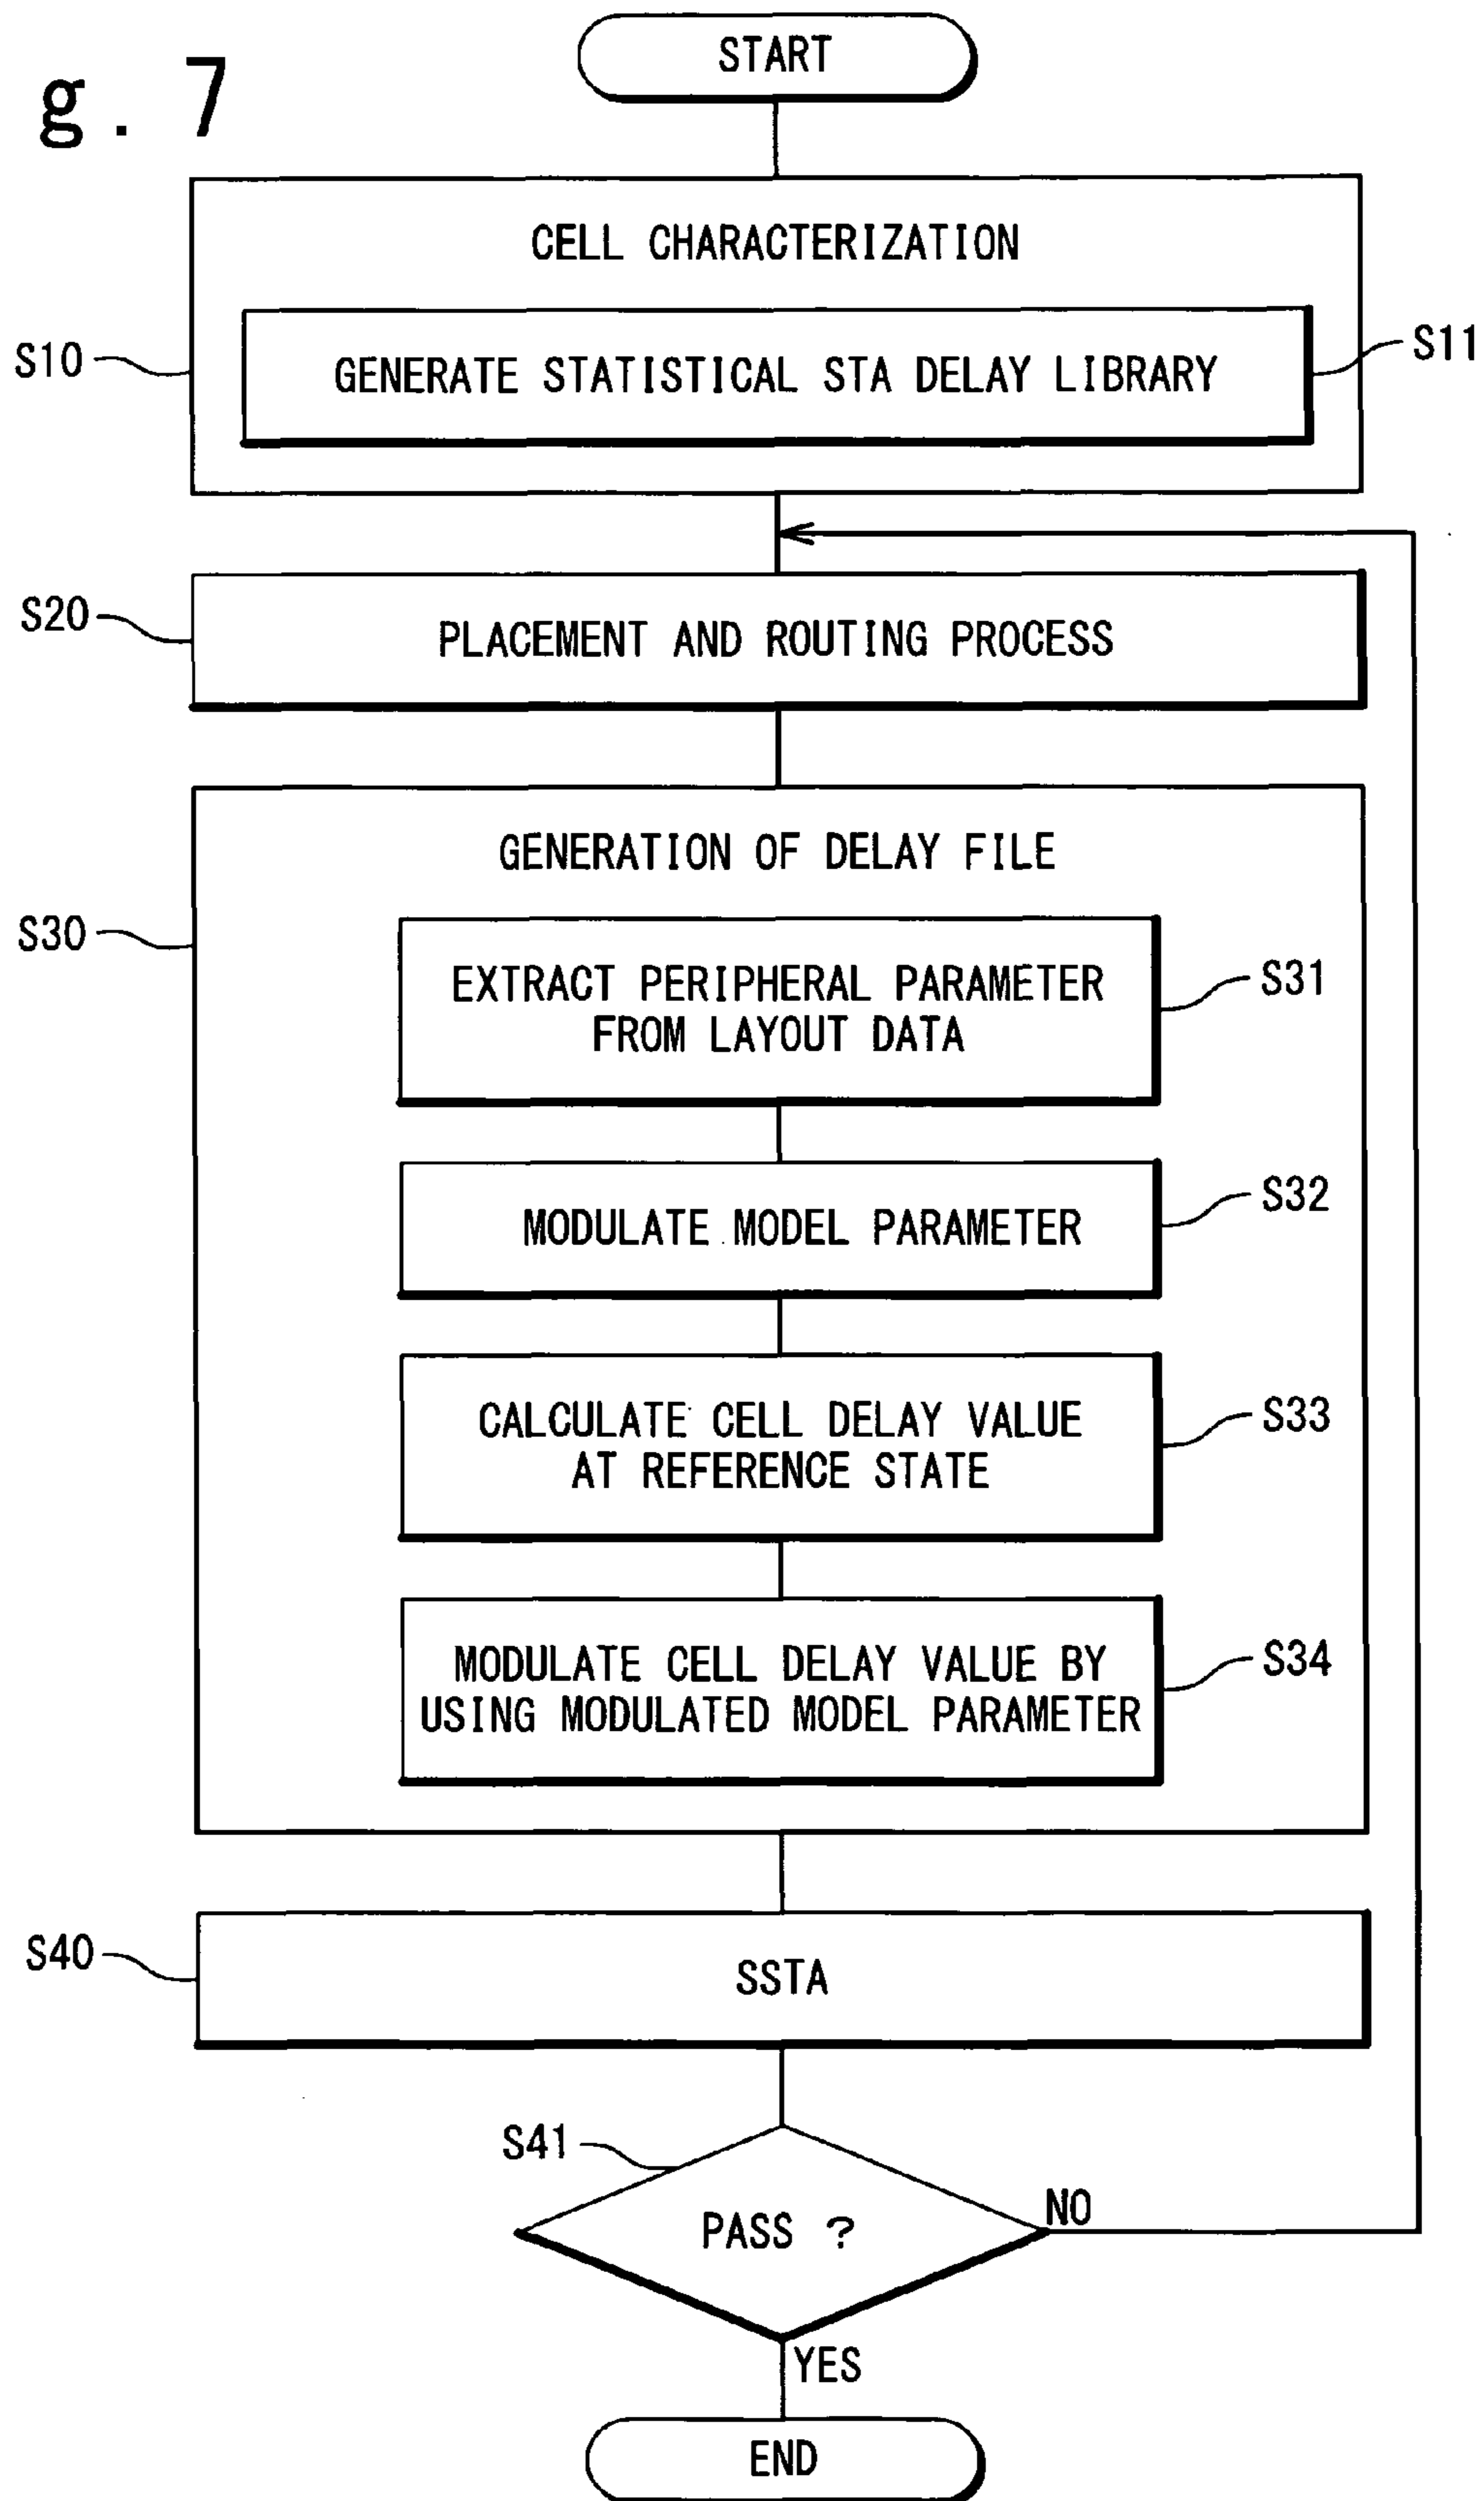 g. 7
START
CELL CHARACTERIZATION
S10
GENERATE STATISTICAL STA DELAY LIBRARY
S11
S20
PLACEMENT AND ROUTING PROCESS
GENERATION OF DELAY FILE
S30
EXTRACT PERIPHERAL PARAMETER
FROM LAYOUT DATA
S31
MODULATE MODEL PARAMETER
S32
CALCULATE CELL DELAY VALUE
AT REFERENCE STATE
S33
MODULATE CELL DELAY VALUE BY
USING MODULATED MODEL PARAMETER
S34
S40
SSTA
S41
PASS ?
NO
YES
END